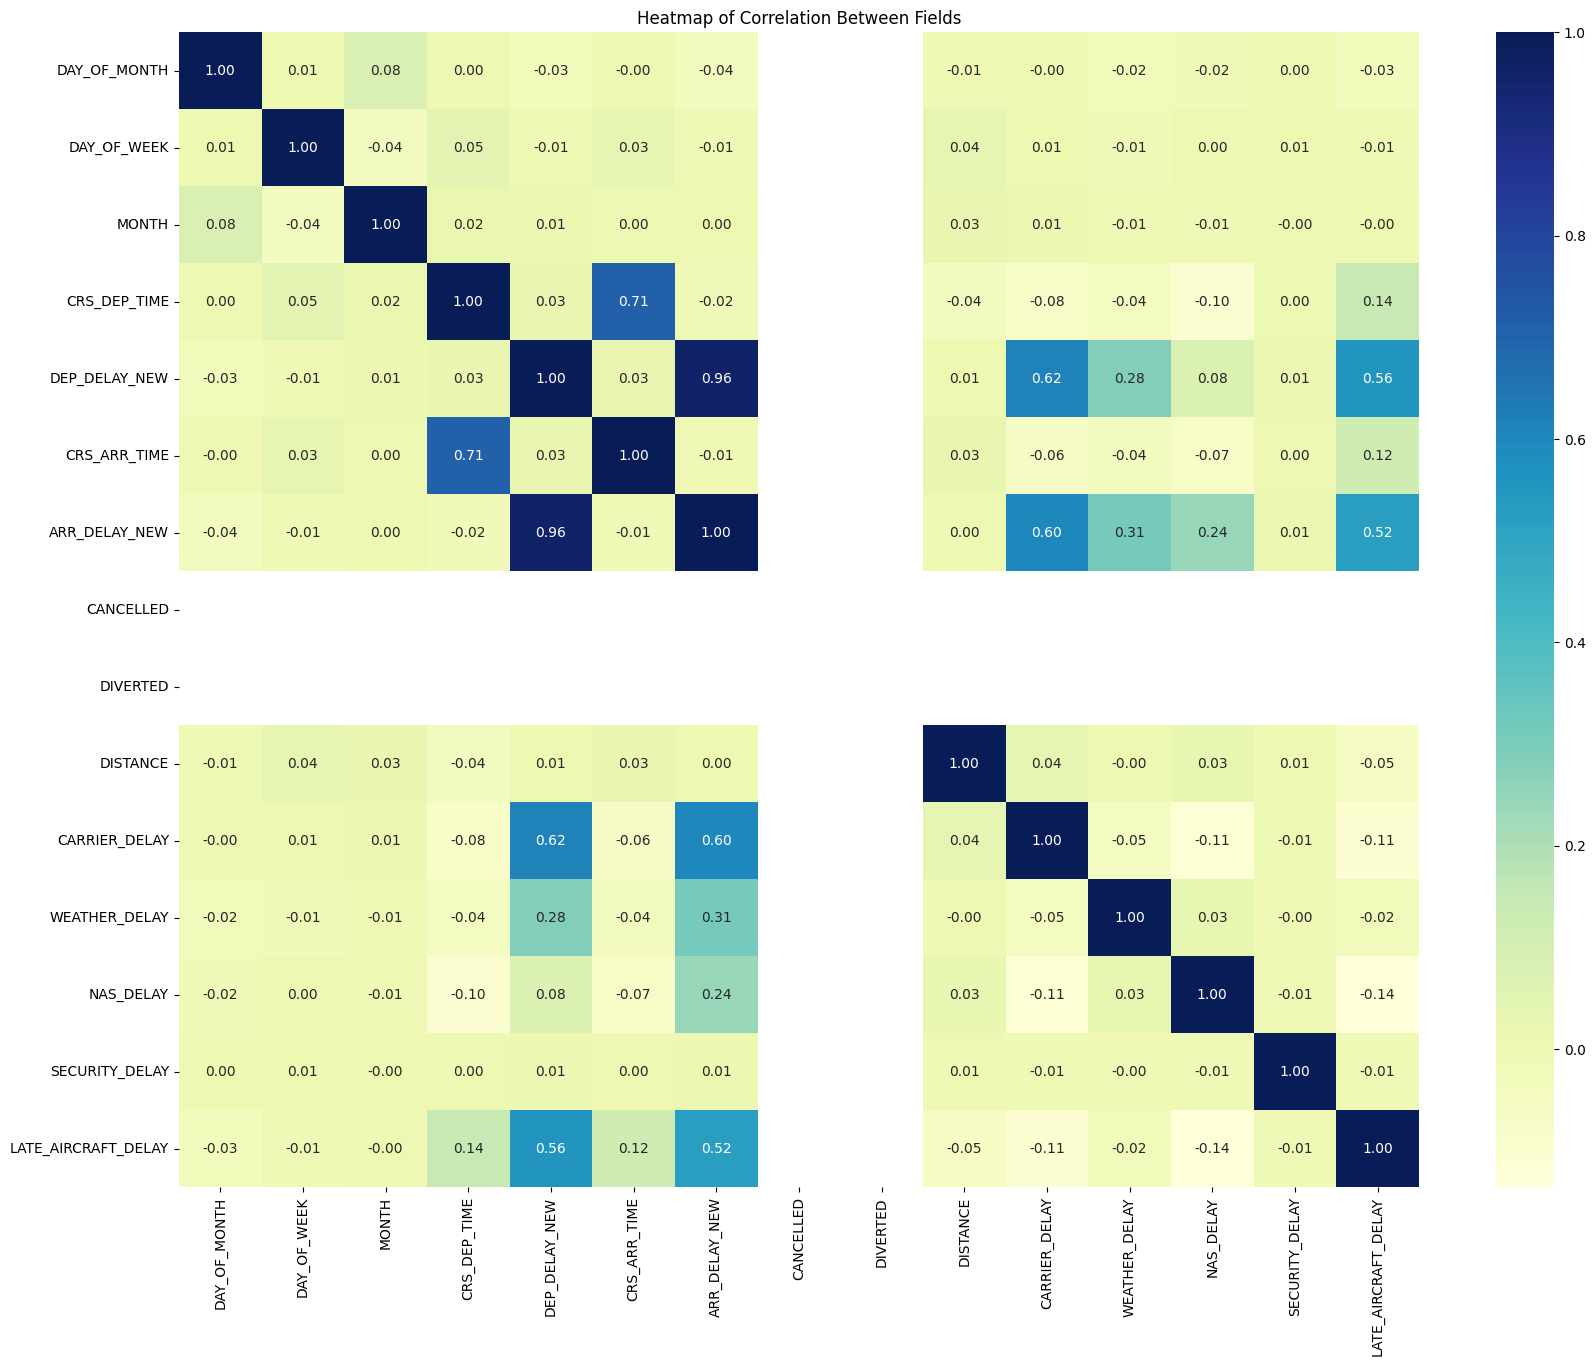 Heatmap of Correlation Between Fields
DAY_OF_MONTH 1.00 0.01 0.08 0.00 -0.03 -0.00 -0.04 -0.01 -0.00 -0.02 -0.02 0.00 -0.03
DAY_OF_WEEK 0.01 1.00 -0.04 0.05 -0.01 0.03 -0.01 0.04 0.01 -0.01 0.00 0.01 -0.01
MONTH 0.08 -0.04 1.00 0.02 0.01 0.00 0.00 0.03 0.01 -0.01 -0.01 -0.00 -0.00
CRS_DEP_TIME 0.00 0.05 0.02 1.00 0.03 0.71 -0.02 -0.04 -0.08 -0.04 -0.10 0.00 0.14
DEP_DELAY_NEW -0.03 -0.01 0.01 0.03 1.00 0.03 0.96 0.01 0.62 0.28 0.08 0.01 0.56
CRS_ARR_TIME -0.00 0.03 0.00 0.71 0.03 1.00 -0.01 0.03 -0.06 -0.04 -0.07 0.00 0.12
ARR_DELAY_NEW -0.04 -0.01 0.00 -0.02 0.96 -0.01 1.00 0.00 0.60 0.31 0.24 0.01 0.52
CANCELLED
DIVERTED
DISTANCE -0.01 0.04 0.03 -0.04 0.01 0.03 0.00 1.00 0.04 -0.00 0.03 0.01 -0.05
CARRIER_DELAY -0.00 0.01 0.01 -0.08 0.62 -0.06 0.60 0.04 1.00 -0.05 -0.11 -0.01 -0.11
WEATHER_DELAY -0.02 -0.01 -0.01 -0.04 0.28 -0.04 0.31 -0.00 -0.05 1.00 0.03 -0.00 -0.02
NAS_DELAY -0.02 0.00 -0.01 -0.10 0.08 -0.07 0.24 0.03 -0.11 0.03 1.00 -0.01 -0.14
SECURITY_DELAY 0.00 0.01 -0.00 0.00 0.01 0.00 0.01 0.01 -0.01 -0.00 -0.01 1.00 -0.01
LATE_AIRCRAFT_DELAY -0.03 -0.01 -0.00 0.14 0.56 0.12 0.52 -0.05 -0.11 -0.02 -0.14 -0.01 1.00
DAY_OF_MONTH
DAY_OF_WEEK
MONTH
CRS_DEP_TIME
DEP_DELAY_NEW
CRS_ARR_TIME
ARR_DELAY_NEW
CANCELLED
DIVERTED
DISTANCE
CARRIER_DELAY
WEATHER_DELAY
NAS_DELAY
SECURITY_DELAY
LATE_AIRCRAFT_DELAY
1.0
0.8
0.6
0.4
0.2
0.0